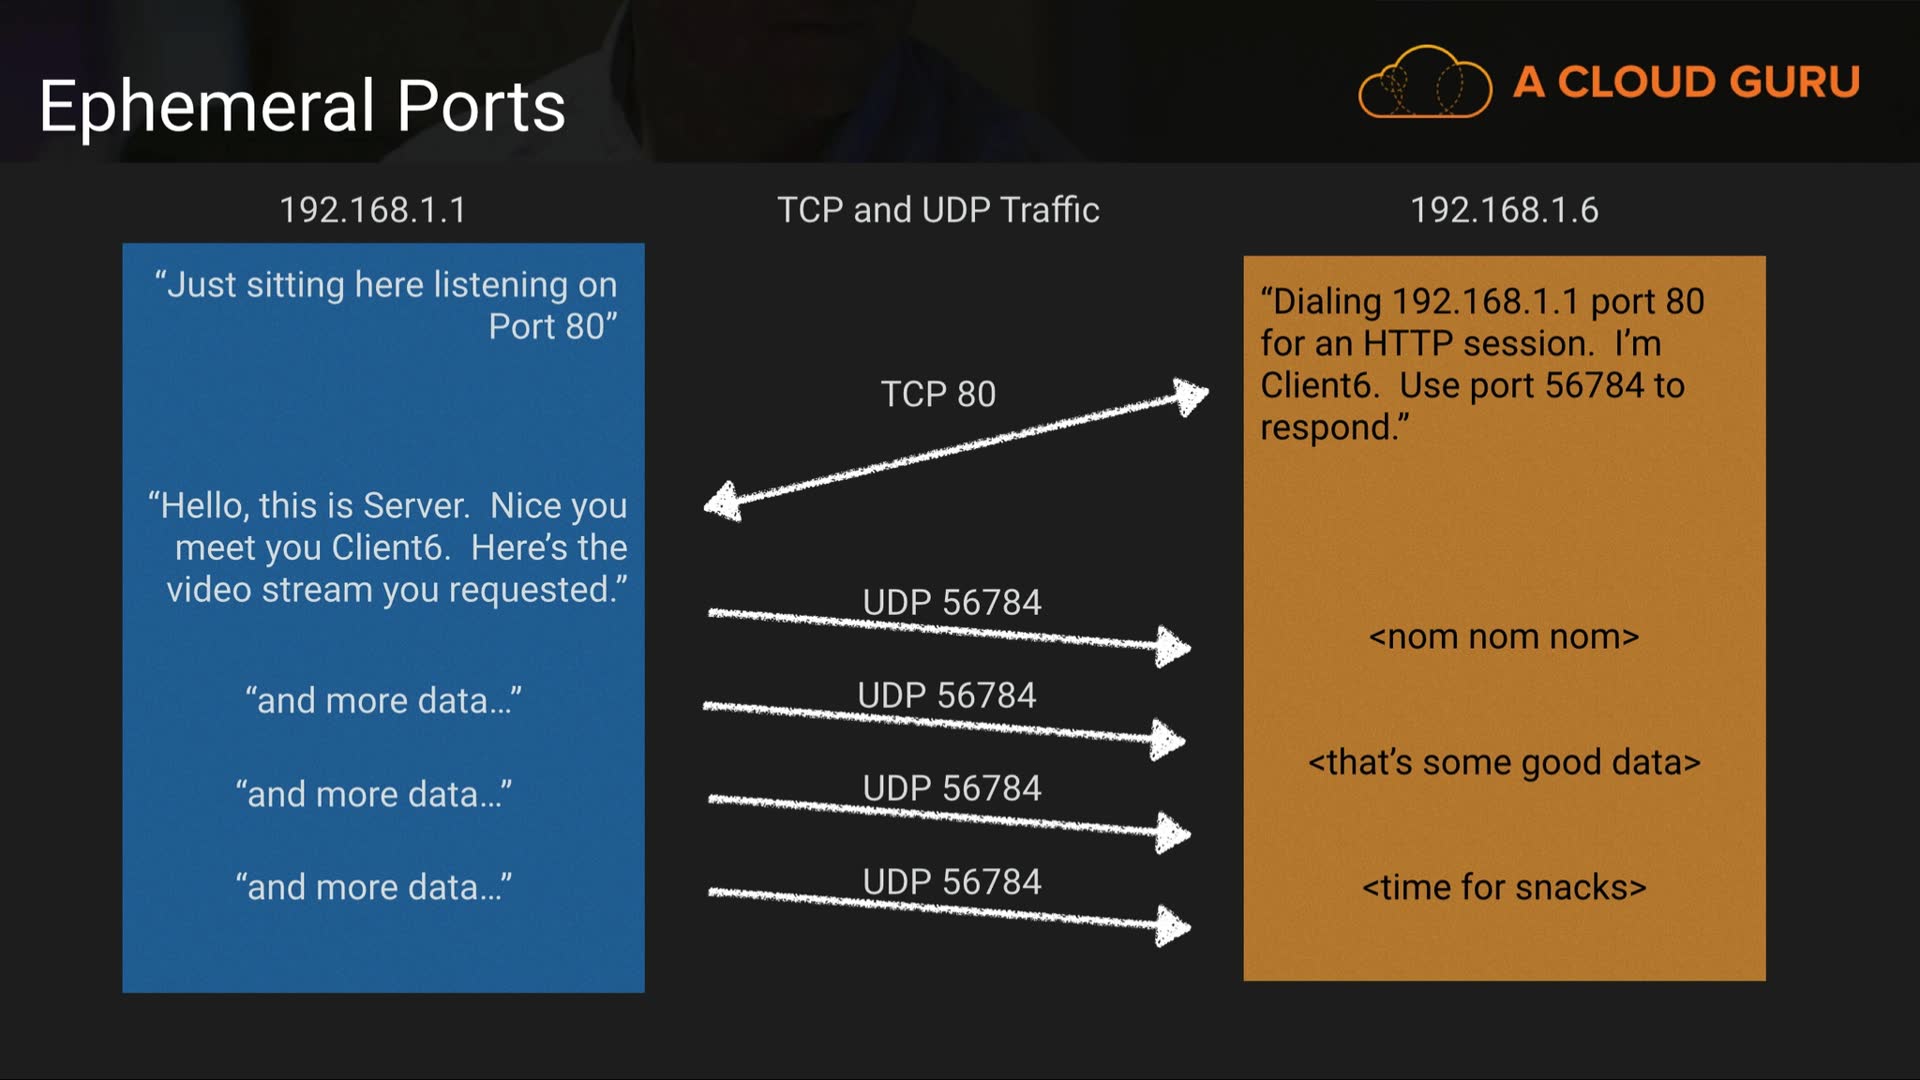 Ephemeral Ports
A CLOUD GURU
192.168.1.1
TCP and UDP Traffic
192.168.1.6
“Just sitting here listening on
Port 80”
“Dialing 192.168.1.1 port 80
for an HTTP session.  I’m
Client6.  Use port 56784 to
respond.”
TCP 80
“Hello, this is Server.  Nice you
meet you Client6.  Here’s the
video stream you requested.”
UDP 56784
<nom nom nom>
“and more data…”
UDP 56784
<that’s some good data>
“and more data…”
UDP 56784
“and more data…”
UDP 56784
<time for snacks>